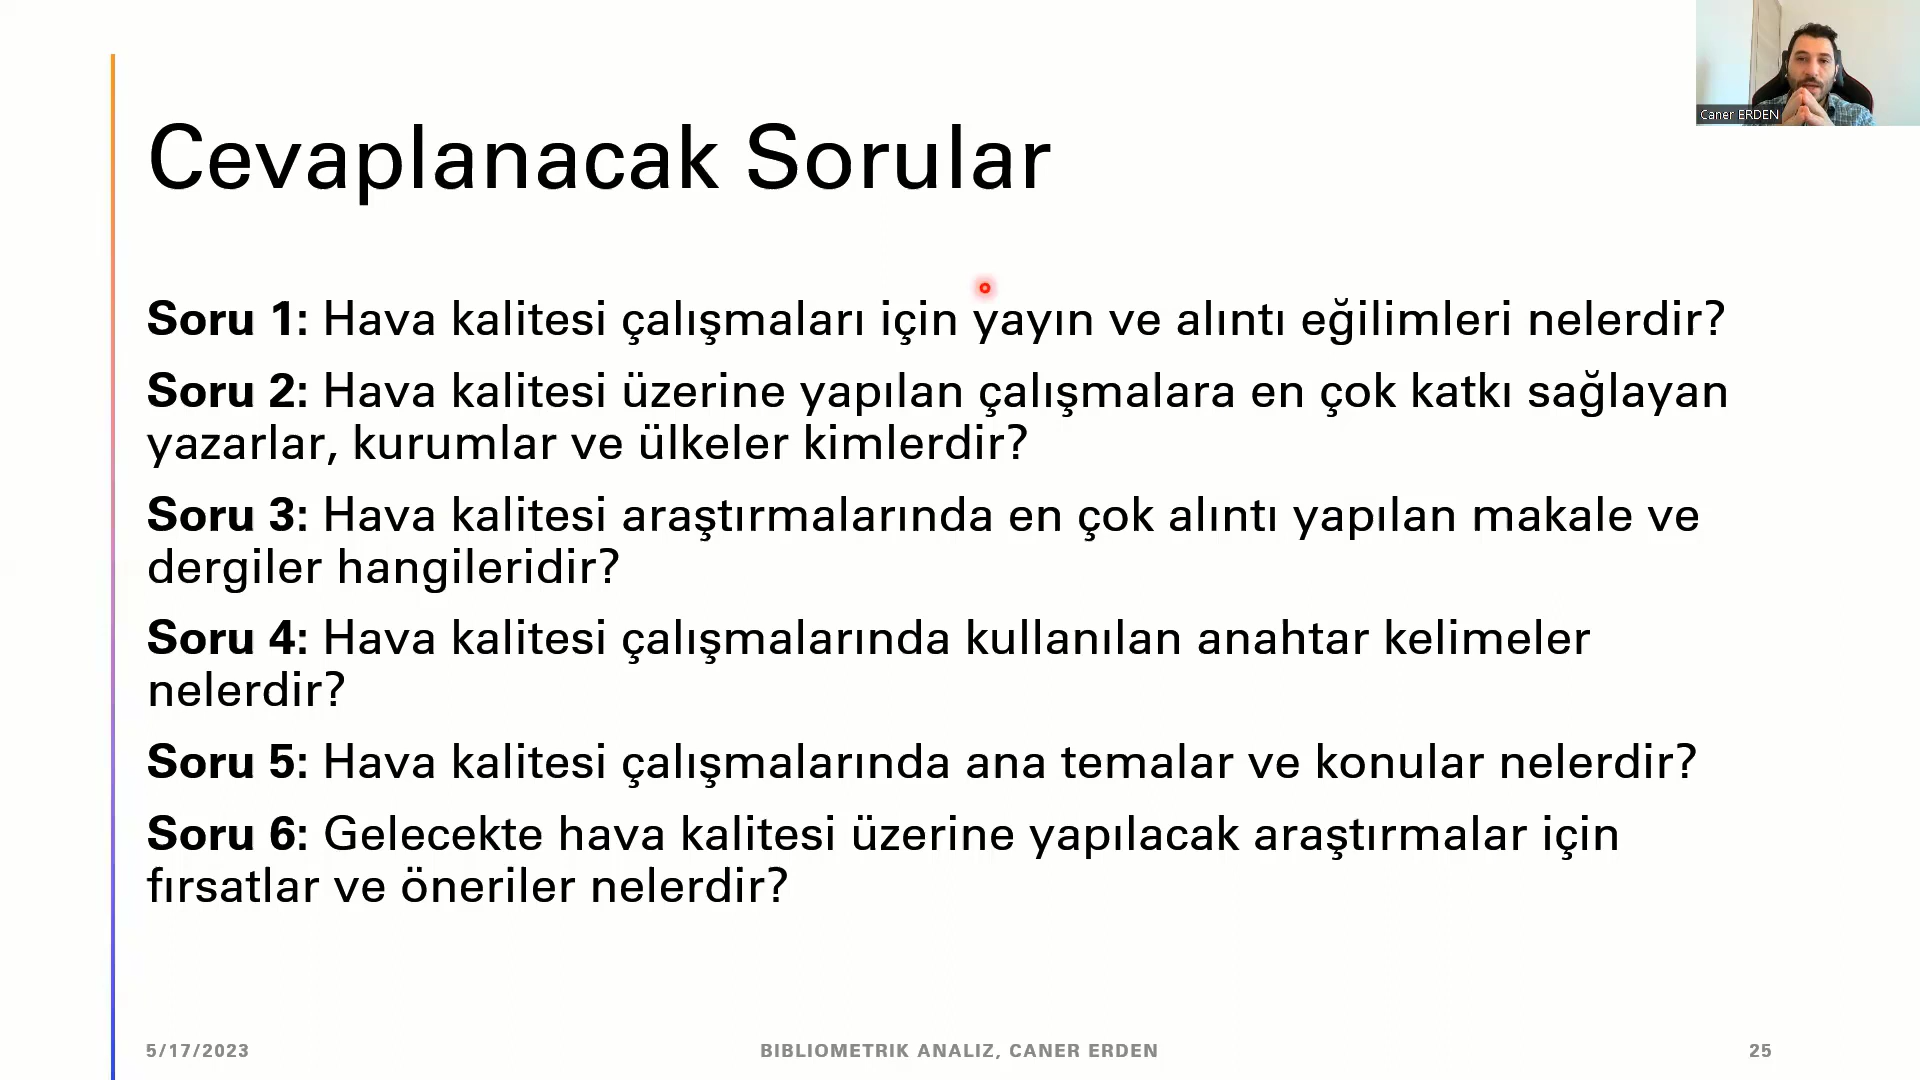 Caner ERDEN
Cevaplanacak Sorular
Soru 1: Hava kalitesi çalışmaları için yayın ve alıntı eğilimleri nelerdir?
Soru 2: Hava kalitesi üzerine yapılan çalışmalara en çok katkı sağlayan
yazarlar, kurumlar ve ülkeler kimlerdir?
Soru 3: Hava kalitesi araştırmalarında en çok alıntı yapılan makale ve
dergiler hangileridir?
Soru 4: Hava kalitesi çalışmalarında kullanılan anahtar kelimeler
nelerdir?
Soru 5: Hava kalitesi çalışmalarında ana temalar ve konular nelerdir?
Soru 6: Gelecekte hava kalitesi üzerine yapılacak araştırmalar için
fırsatlar ve öneriler nelerdir?
5/17/2023 BIBLIOMETRIK ANALIZ, CANER ERDEN 25